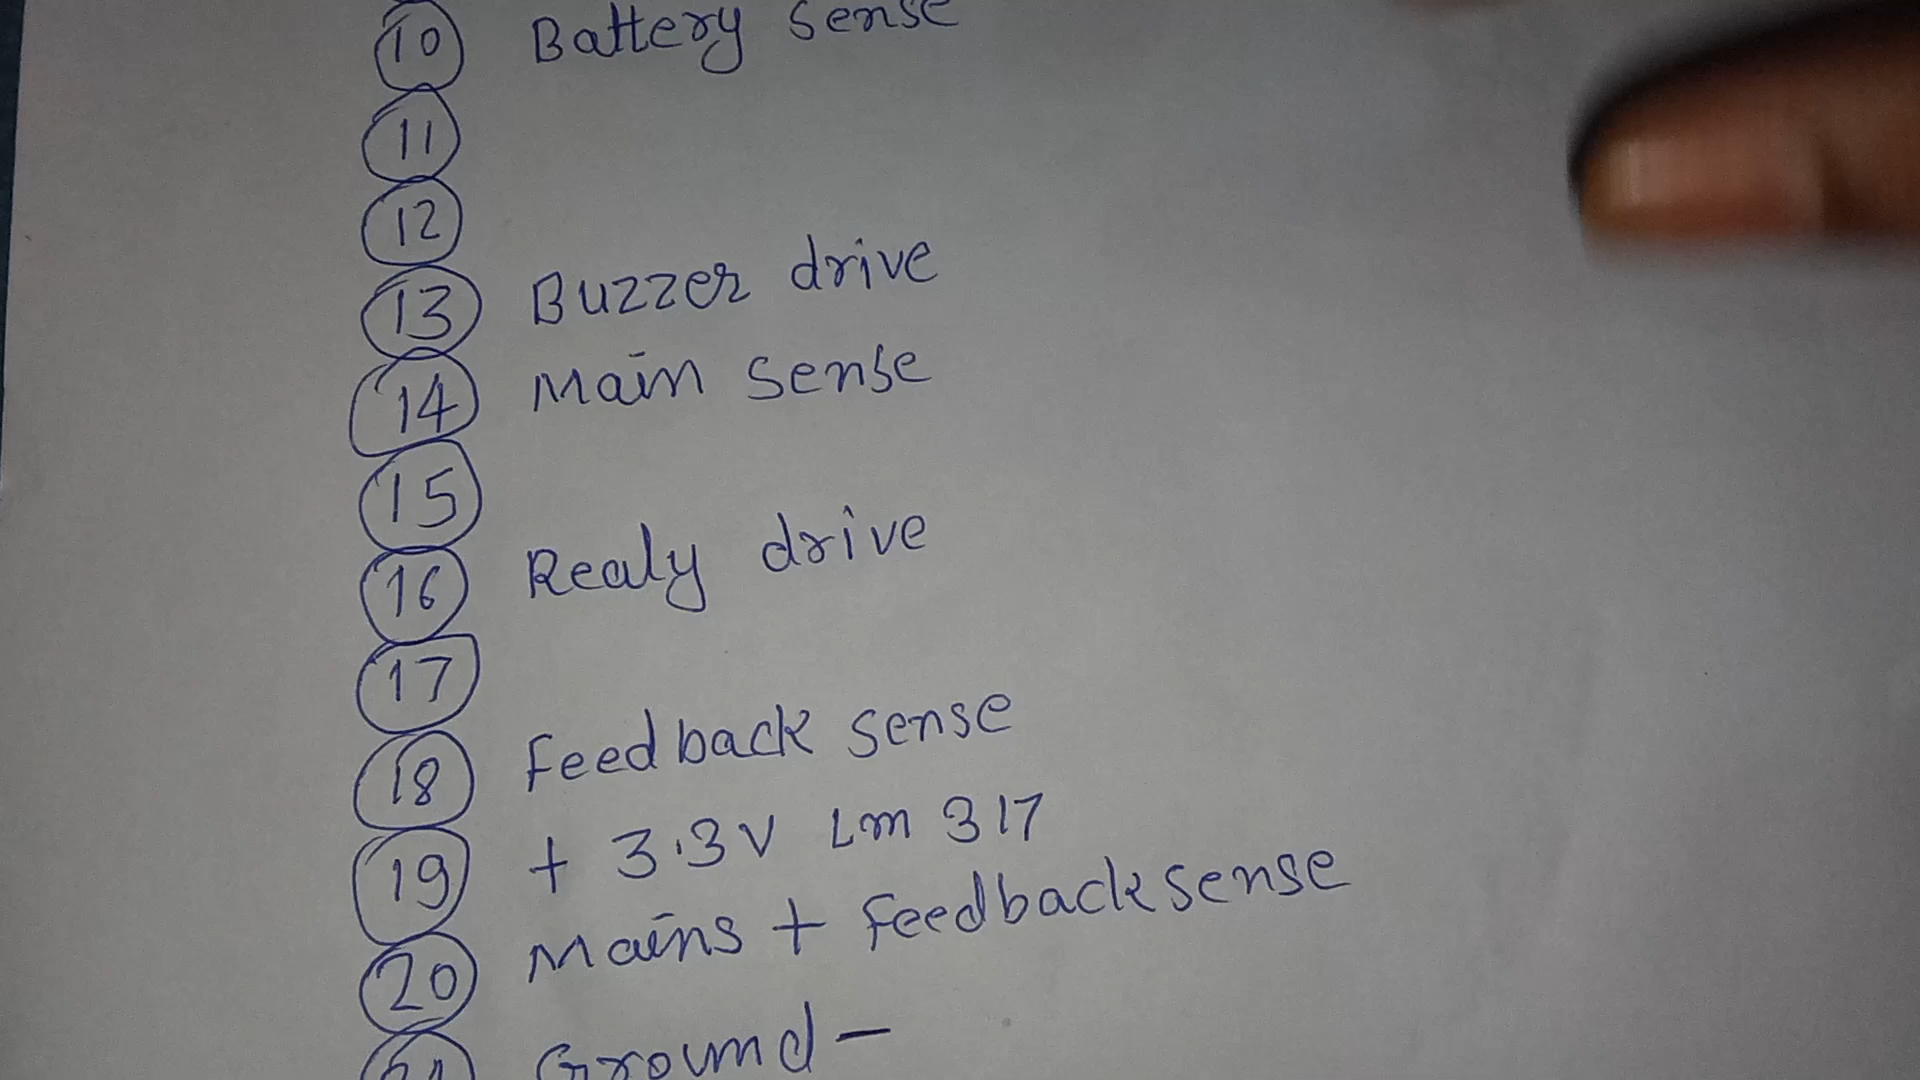 10 Battery Sense
11
12
13 Buzzer drive
14 Main Sense
15
16 Realy drive
17
18 Feedback sense
19 + 3.3V Lm 317
20 Mains + Feedback sense
21 Ground -